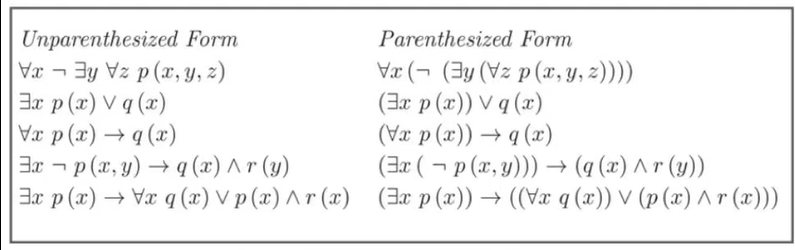 Unparenthesized Form Parenthesized Form
∀x ¬ ∃y ∀z p (x, y, z) ∀x (¬ (∃y (∀z p (x, y, z))))
∃x p (x) ∨ q (x) (∃x p (x)) ∨ q (x)
∀x p (x) → q (x) (∀x p (x)) → q (x)
∃x ¬ p (x, y) → q (x) ∧ r (y) (∃x ( ¬ p (x, y))) → (q (x) ∧ r (y))
∃x p (x) → ∀x q (x) ∨ p (x) ∧ r (x) (∃x p (x)) → ((∀x q (x)) ∨ (p (x) ∧ r (x)))